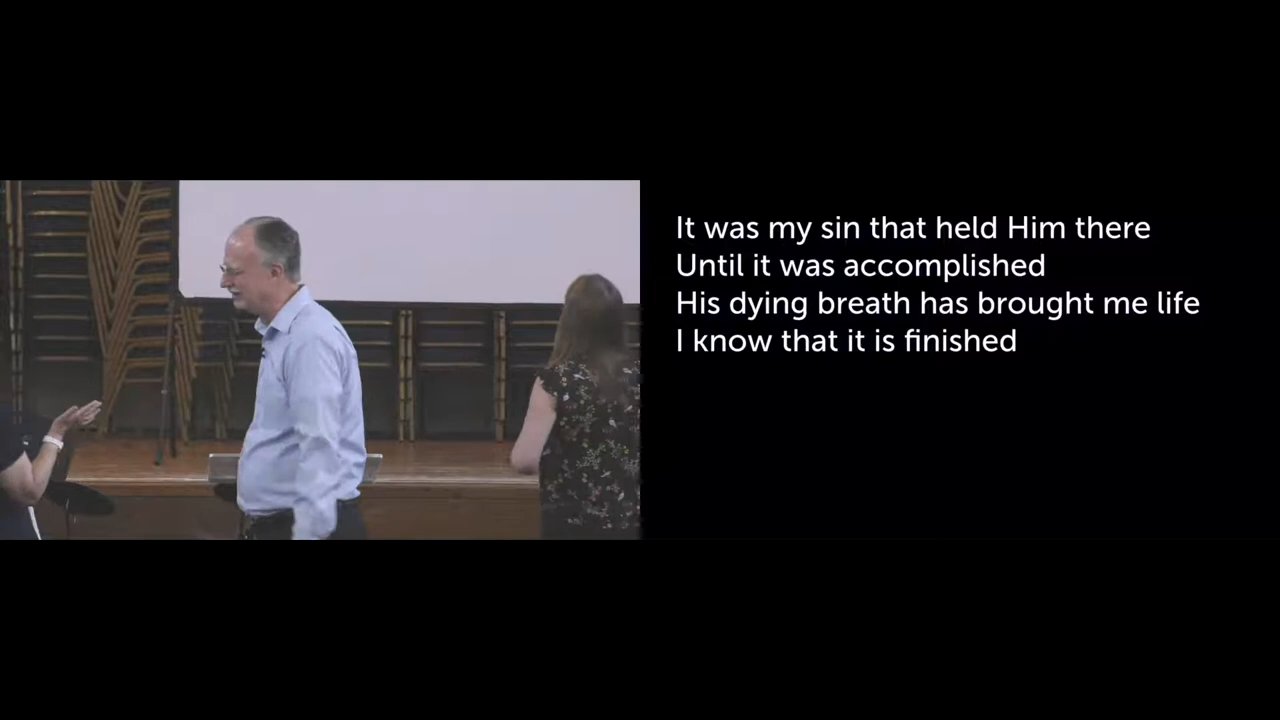 It was my sin that held Him there
Until it was accomplished
His dying breath has brought me life
I know that it is finished